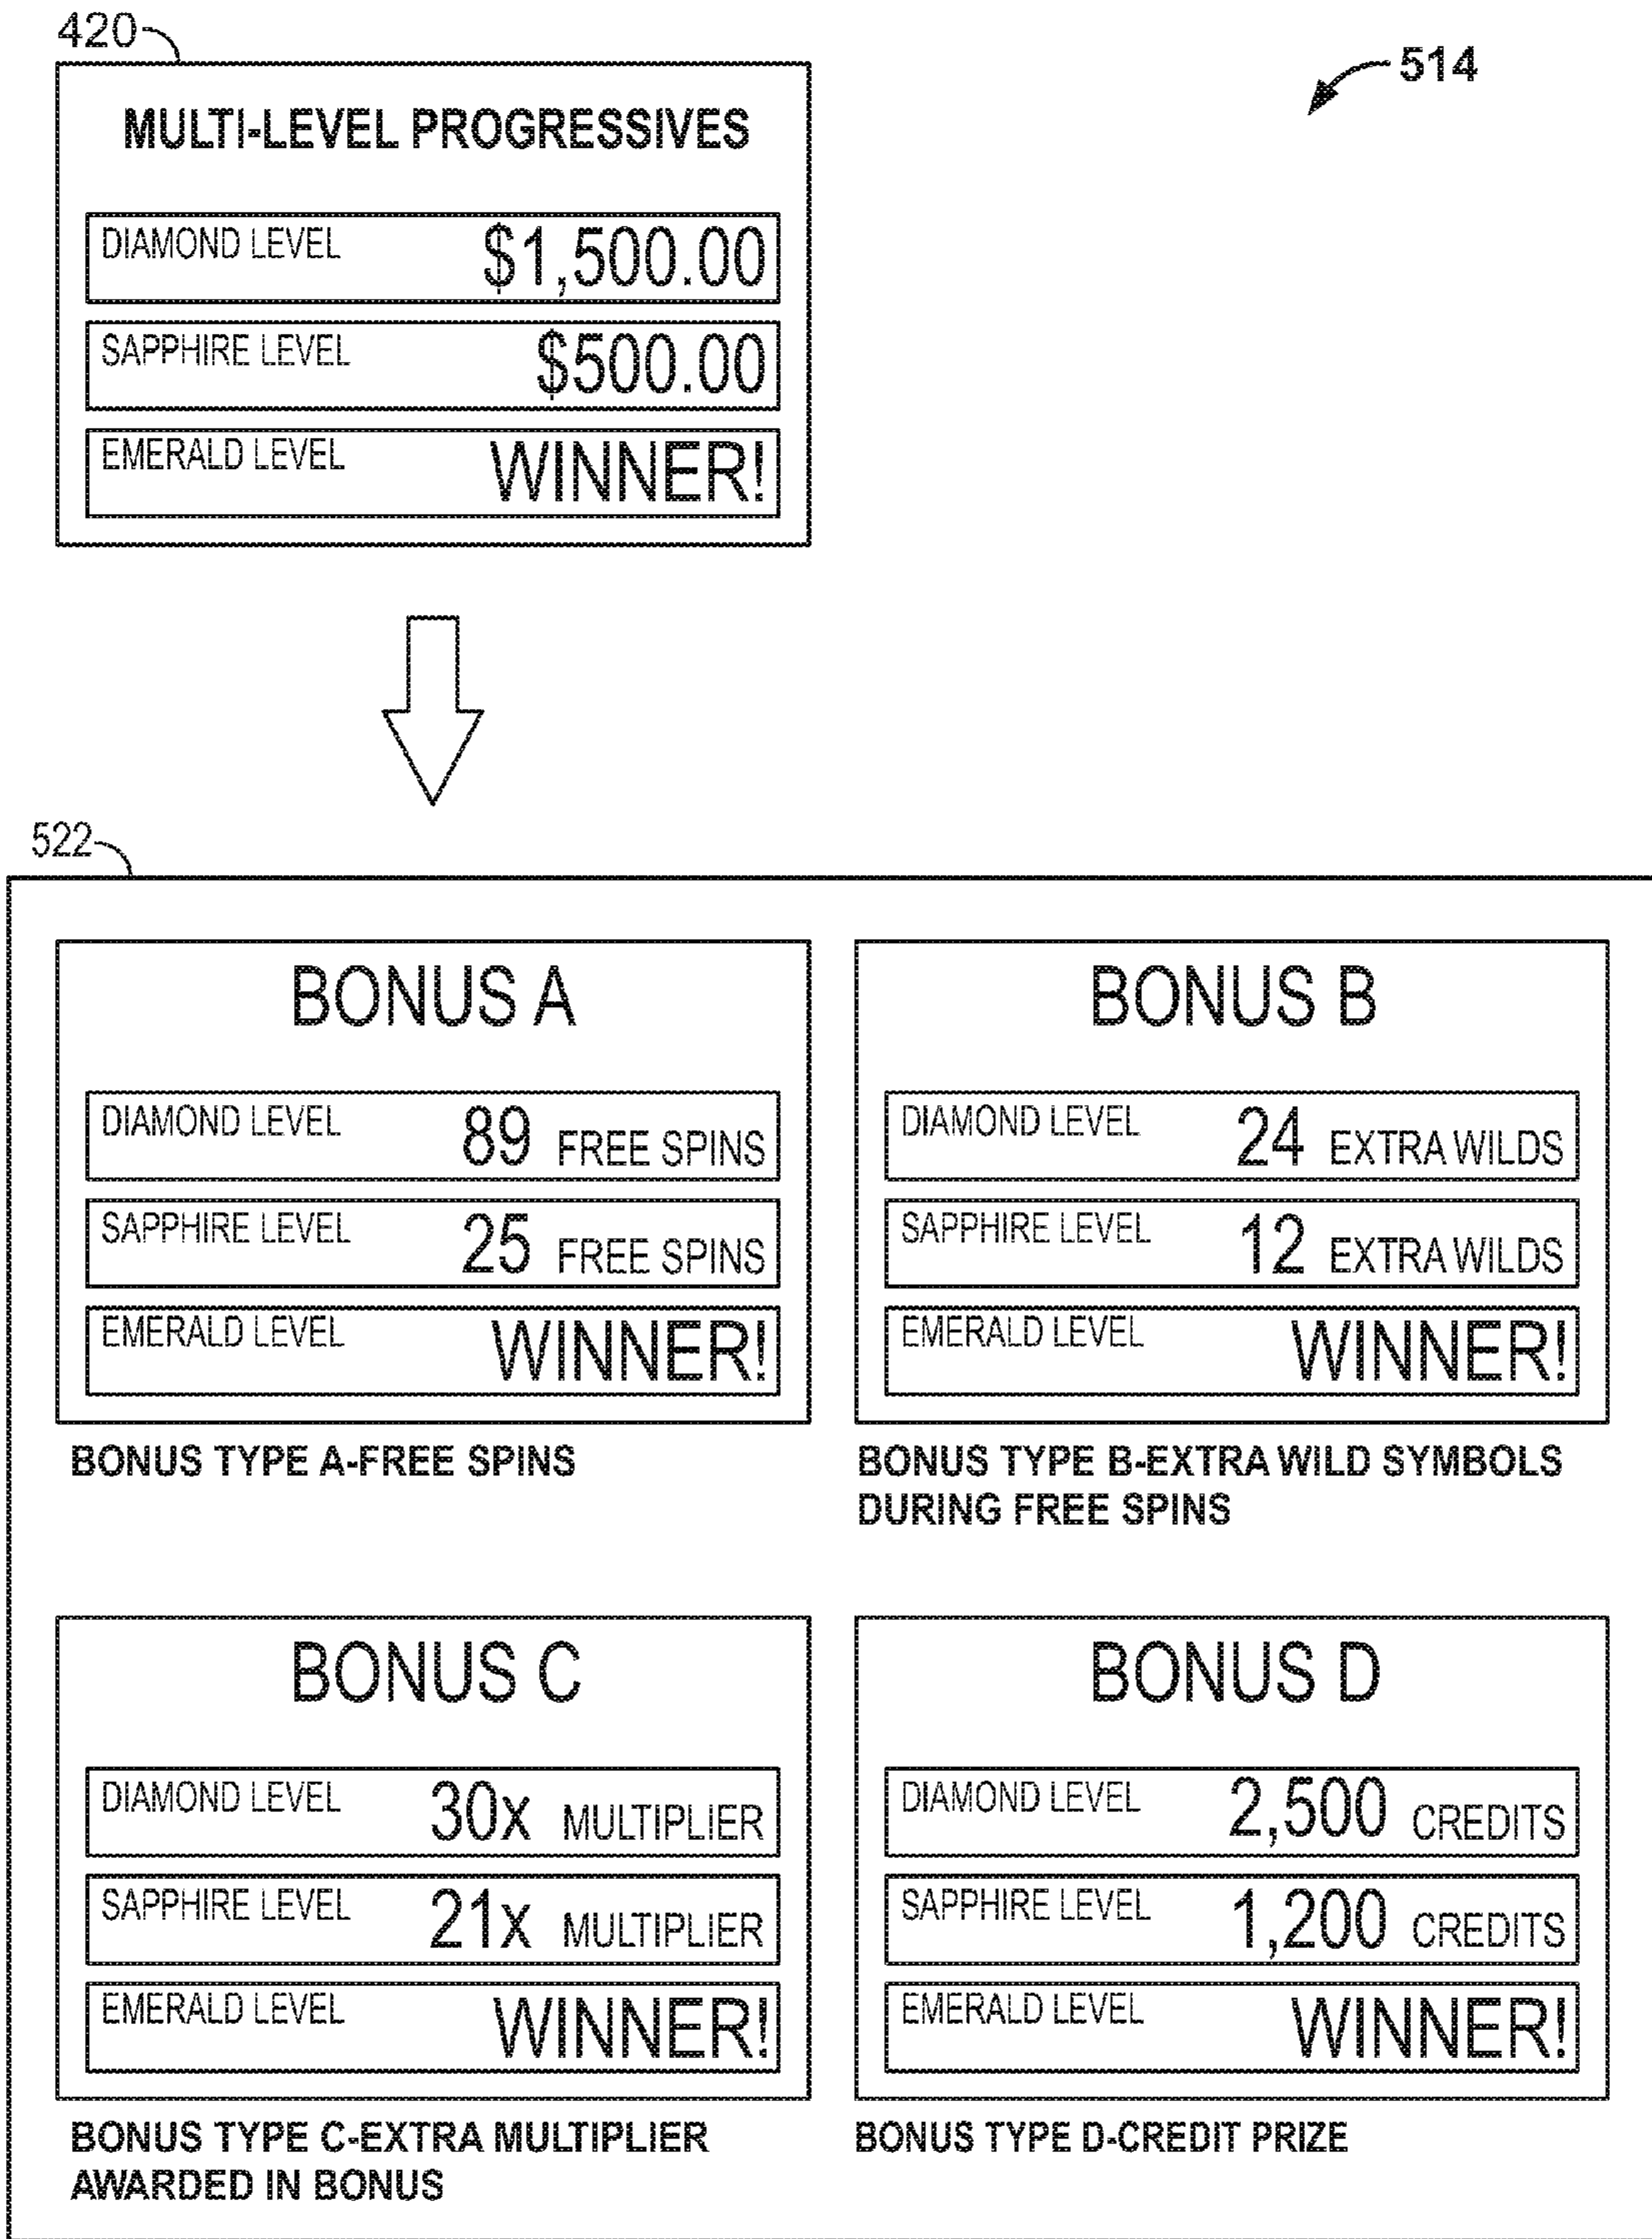 420
514
MULTI-LEVEL PROGRESSIVES
DIAMOND LEVEL $1,500.00
SAPPHIRE LEVEL $500.00
EMERALD LEVEL WINNER!
522
BONUS A
DIAMOND LEVEL 89 FREE SPINS
SAPPHIRE LEVEL 25 FREE SPINS
EMERALD LEVEL WINNER!
BONUS TYPE A-FREE SPINS
BONUS B
DIAMOND LEVEL 24 EXTRA WILDS
SAPPHIRE LEVEL 12 EXTRA WILDS
EMERALD LEVEL WINNER!
BONUS TYPE B-EXTRA WILD SYMBOLS
DURING FREE SPINS
BONUS C
DIAMOND LEVEL 30x MULTIPLIER
SAPPHIRE LEVEL 21x MULTIPLIER
EMERALD LEVEL WINNER!
BONUS TYPE C-EXTRA MULTIPLIER
AWARDED IN BONUS
BONUS D
DIAMOND LEVEL 2,500 CREDITS
SAPPHIRE LEVEL 1,200 CREDITS
EMERALD LEVEL WINNER!
BONUS TYPE D-CREDIT PRIZE